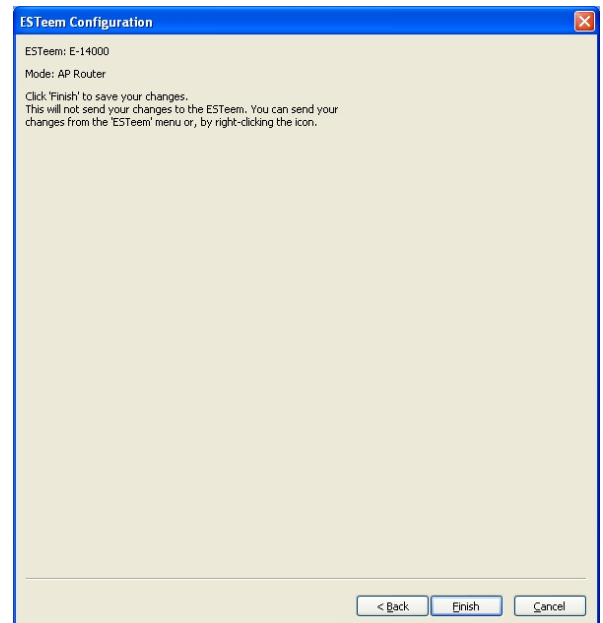 ESTeem Configuration
ESTeem: E-14000
Mode: AP Router
Click 'Finish' to save your changes.
This will not send your changes to the ESTeem. You can send your
changes from the 'ESTeem' menu or, by right-clicking the icon.
< Back Finish Cancel